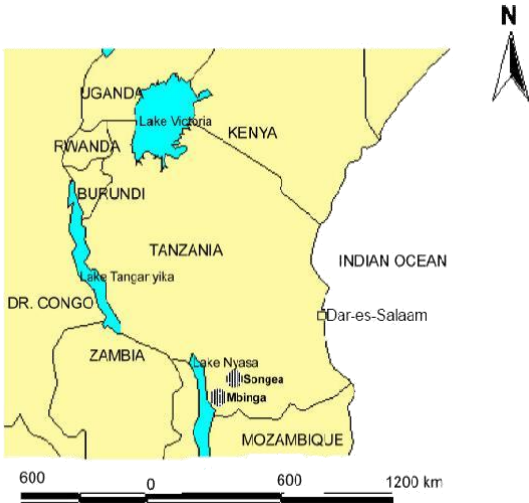 N
UGANDA
Lake Victoria
KENYA
RWANDA
BURUNDI
TANZANIA
INDIAN OCEAN
Lake Tangar yika
DR. CONGO
Dar-es-Salaam
ZAMBIA
Lake Nyasa
Songea
Mbinga
MOZAMBIQUE
600 0 600 1200 km